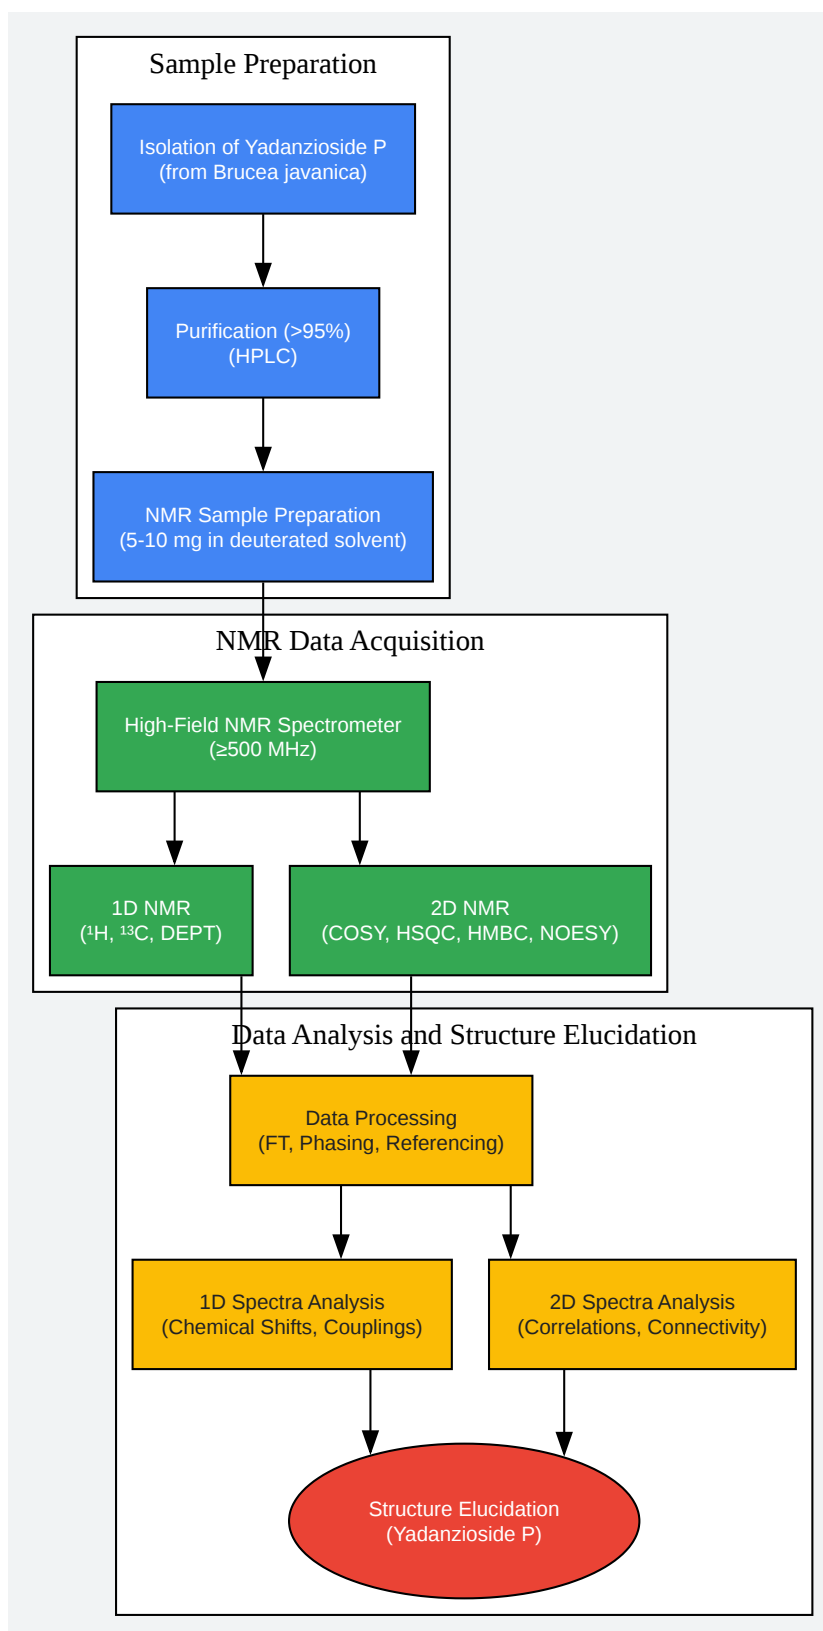 Sample Preparation
Isolation of Yadanzioside P
(from Brucea javanica)
Purification (>95%)
(HPLC)
NMR Sample Preparation
(5-10 mg in deuterated solvent)
NMR Data Acquisition
High-Field NMR Spectrometer
(≥500 MHz)
1D NMR
(¹H, ¹³C, DEPT)
2D NMR
(COSY, HSQC, HMBC, NOESY)
Data Analysis and Structure Elucidation
Data Processing
(FT, Phasing, Referencing)
1D Spectra Analysis
(Chemical Shifts, Couplings)
2D Spectra Analysis
(Correlations, Connectivity)
Structure Elucidation
(Yadanzioside P)